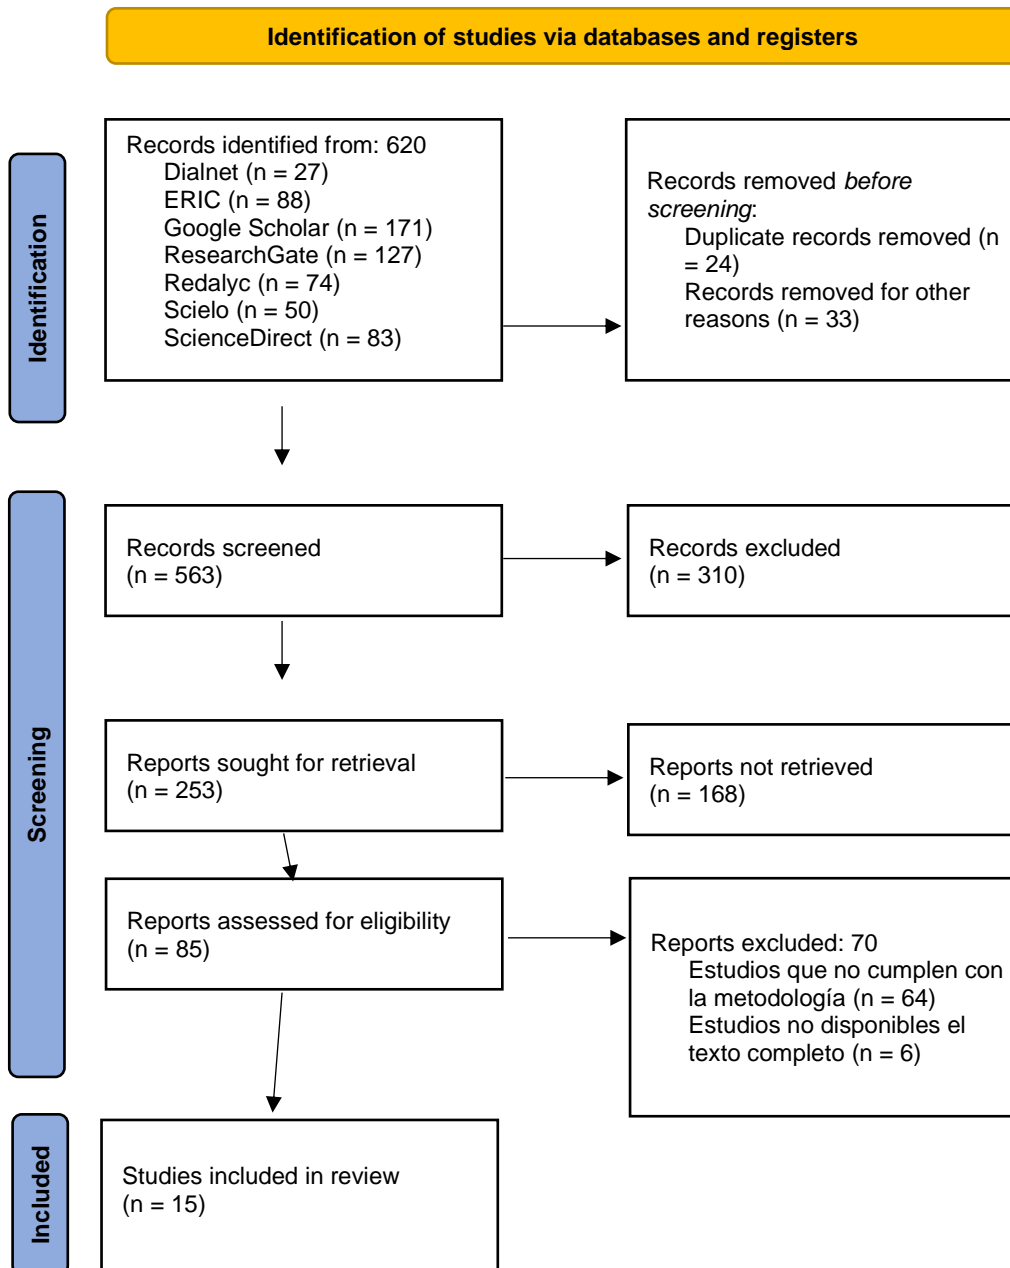 Identification of studies via databases and registers
Identification
Records identified from: 620
Dialnet (n = 27)
ERIC (n = 88)
Google Scholar (n = 171)
ResearchGate (n = 127)
Redalyc (n = 74)
Scielo (n = 50)
ScienceDirect (n = 83)
Records removed before
screening:
Duplicate records removed (n
= 24)
Records removed for other
reasons (n = 33)
Screening
Records screened
(n = 563)
Records excluded
(n = 310)
Reports sought for retrieval
(n = 253)
Reports not retrieved
(n = 168)
Reports assessed for eligibility
(n = 85)
Reports excluded: 70
Estudios que no cumplen con
la metodología (n = 64)
Estudios no disponibles el
texto completo (n = 6)
Included
Studies included in review
(n = 15)